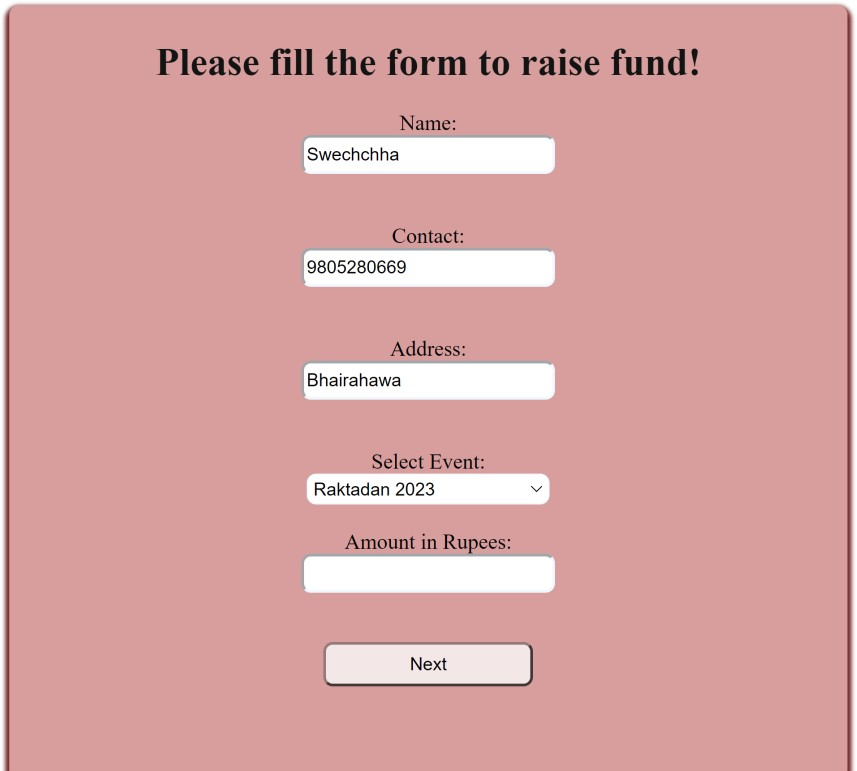 Please fill the form to raise fund!
Name:
Swechchha
Contact:
9805280669
Address:
Bhairahawa
Select Event:
Raktadan 2023
Amount in Rupees:
Next